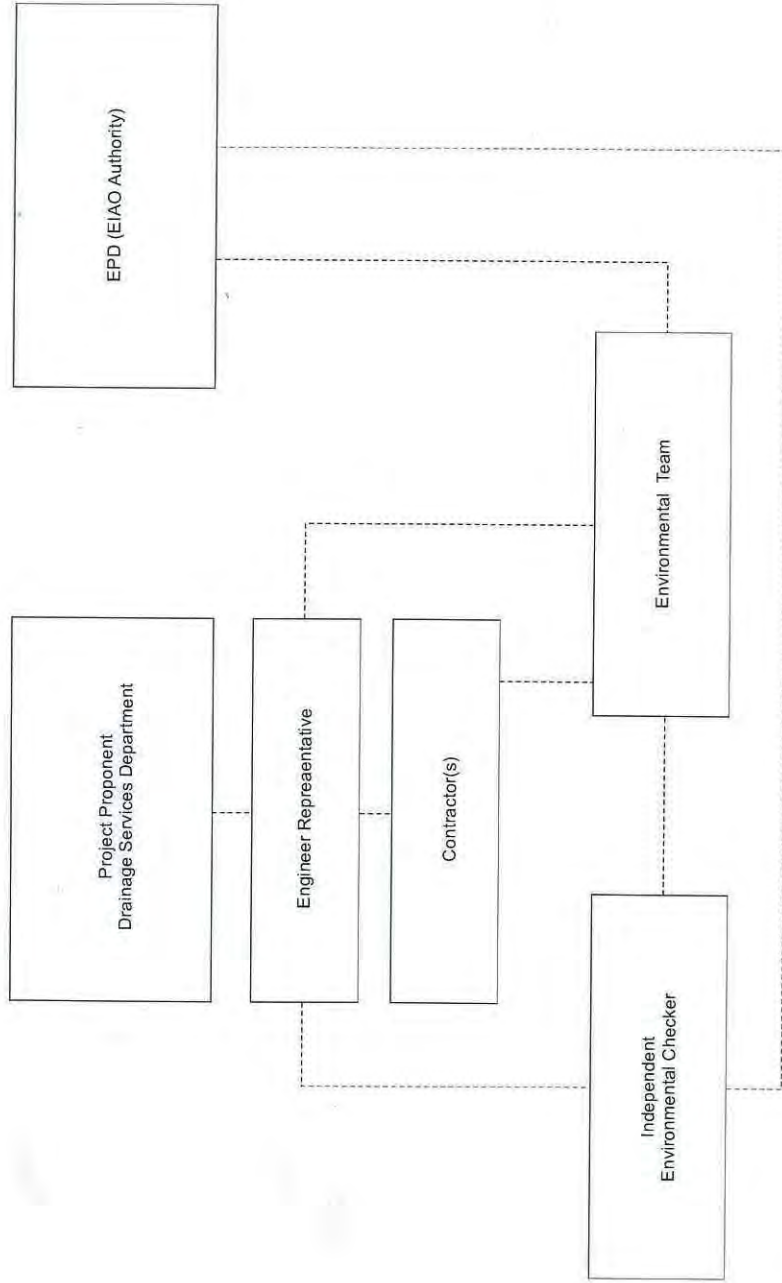 Project Proponent
Drainage Services Department
EPD (EIAO Authority)
Engineer Repreaentative
Contractor(s)
Independent
Environmental Checker
Environmental Team